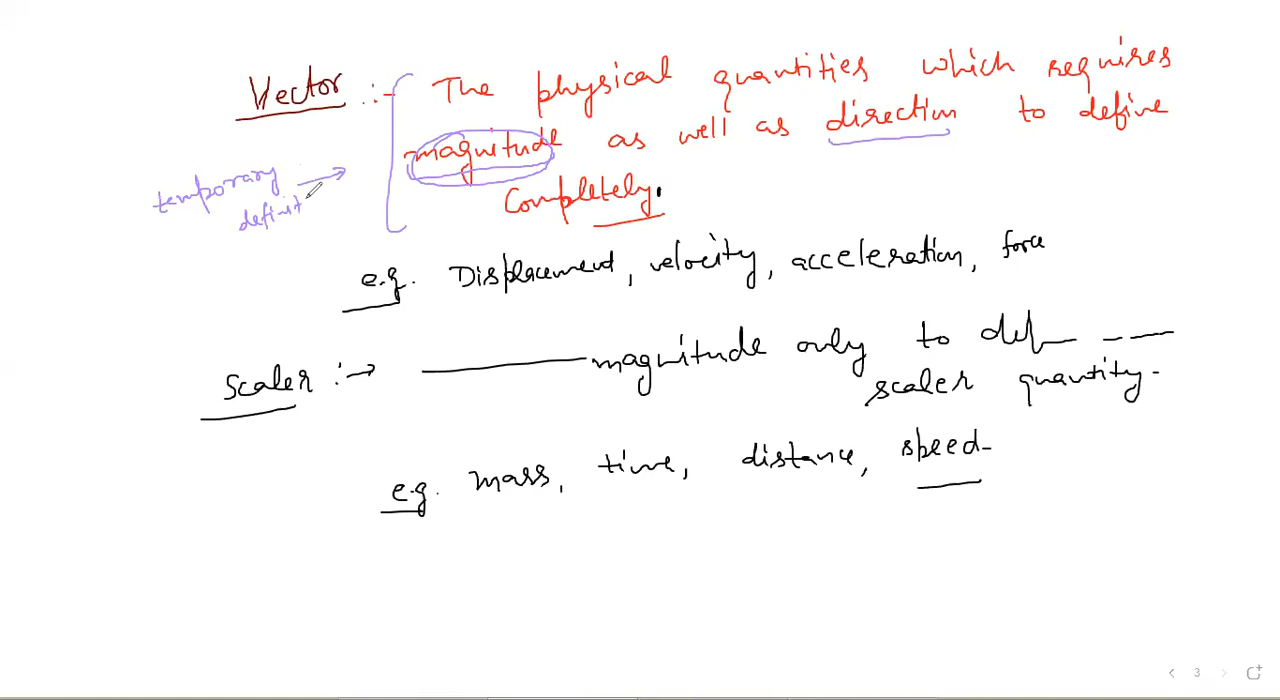 Vector :- The physical quantities which requires
magnitude as well as direction to define
completely.
temporary
definit
e.g. Displacement, velocity, acceleration, force
Scaler :→ magnitude only to def
scaler quantity.
e.g. mass, time, distance, speed
3